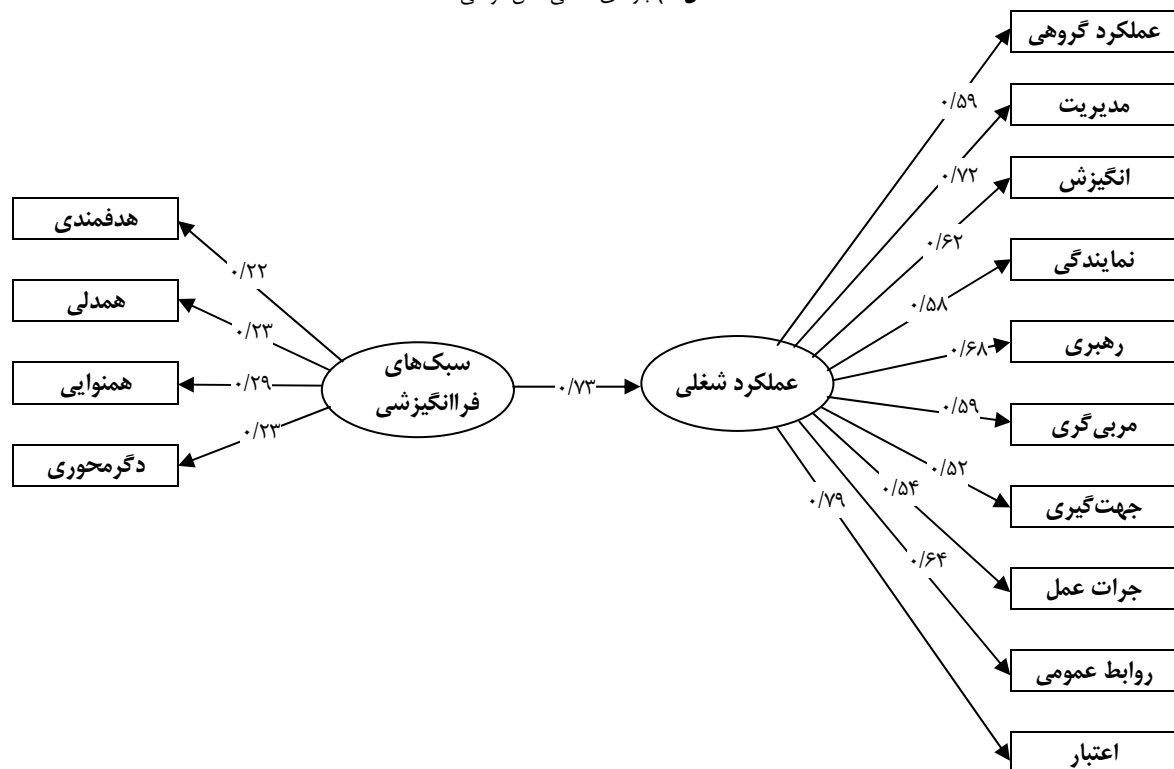 عملکرد گروهی
۰/۵۹
مدیریت
۰/۷۲
انگیزش
۰/۶۲
نمایندگی
۰/۵۸
رهبری
۰/۶۸
مربی‌گری
۰/۵۹
جهت‌گیری
۰/۵۲
جرات عمل
۰/۵۴
روابط عمومی
۰/۶۴
اعتبار
۰/۷۹
عملکرد شغلی
۰/۷۳
سبک‌های
فراانگیزشی
هدفمندی
۰/۲۲
همدلی
۰/۲۳
همنوایی
۰/۲۹
دگرمحوری
۰/۲۳